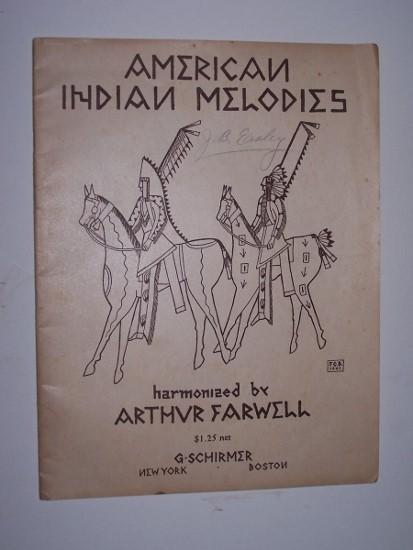 AMERICAN
INDIAN MELODIES
harmonized by
ARTHVR FARWELL
$1.25 net
G. SCHIRMER
NEW YORK BOSTON